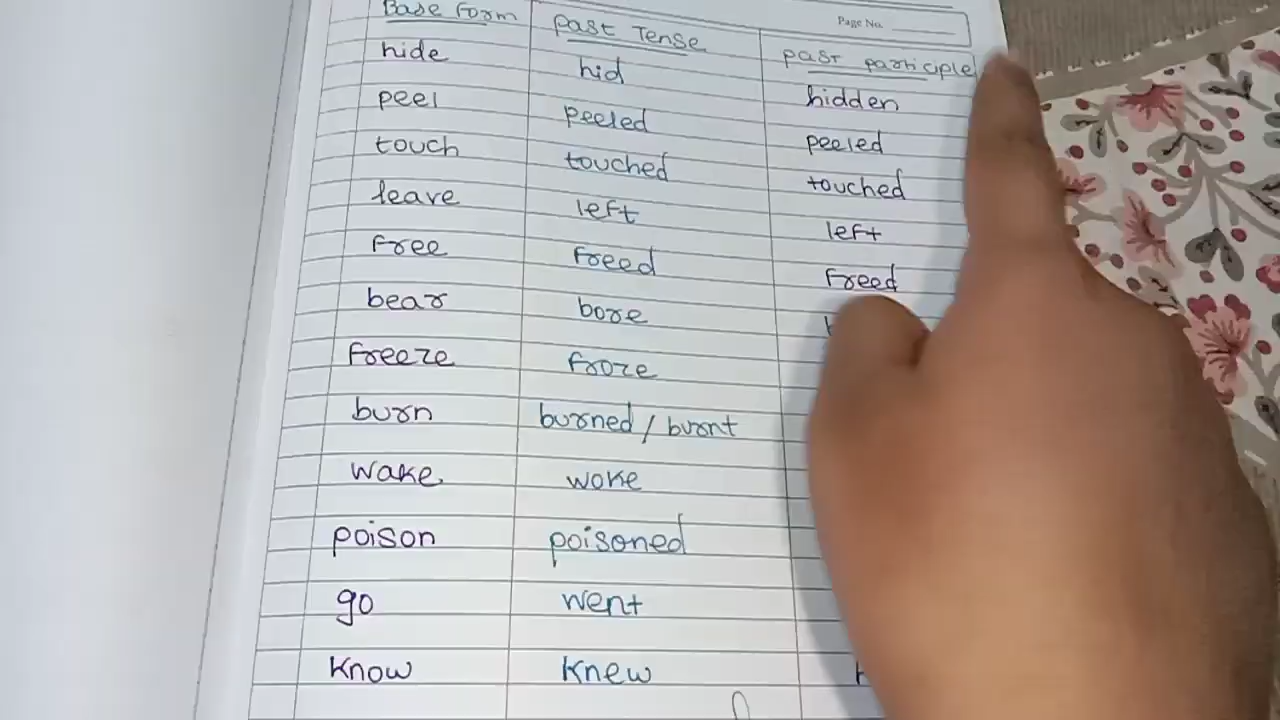 Page No.
Base Form Past Tense Past participle
hide hid hidden
peel peeled peeled
touch touched touched
leave left left
Free Freed Freed
bear bore
Freeze Froze
burn burned / burnt
wake woke
poison poisoned
go went
Know Knew